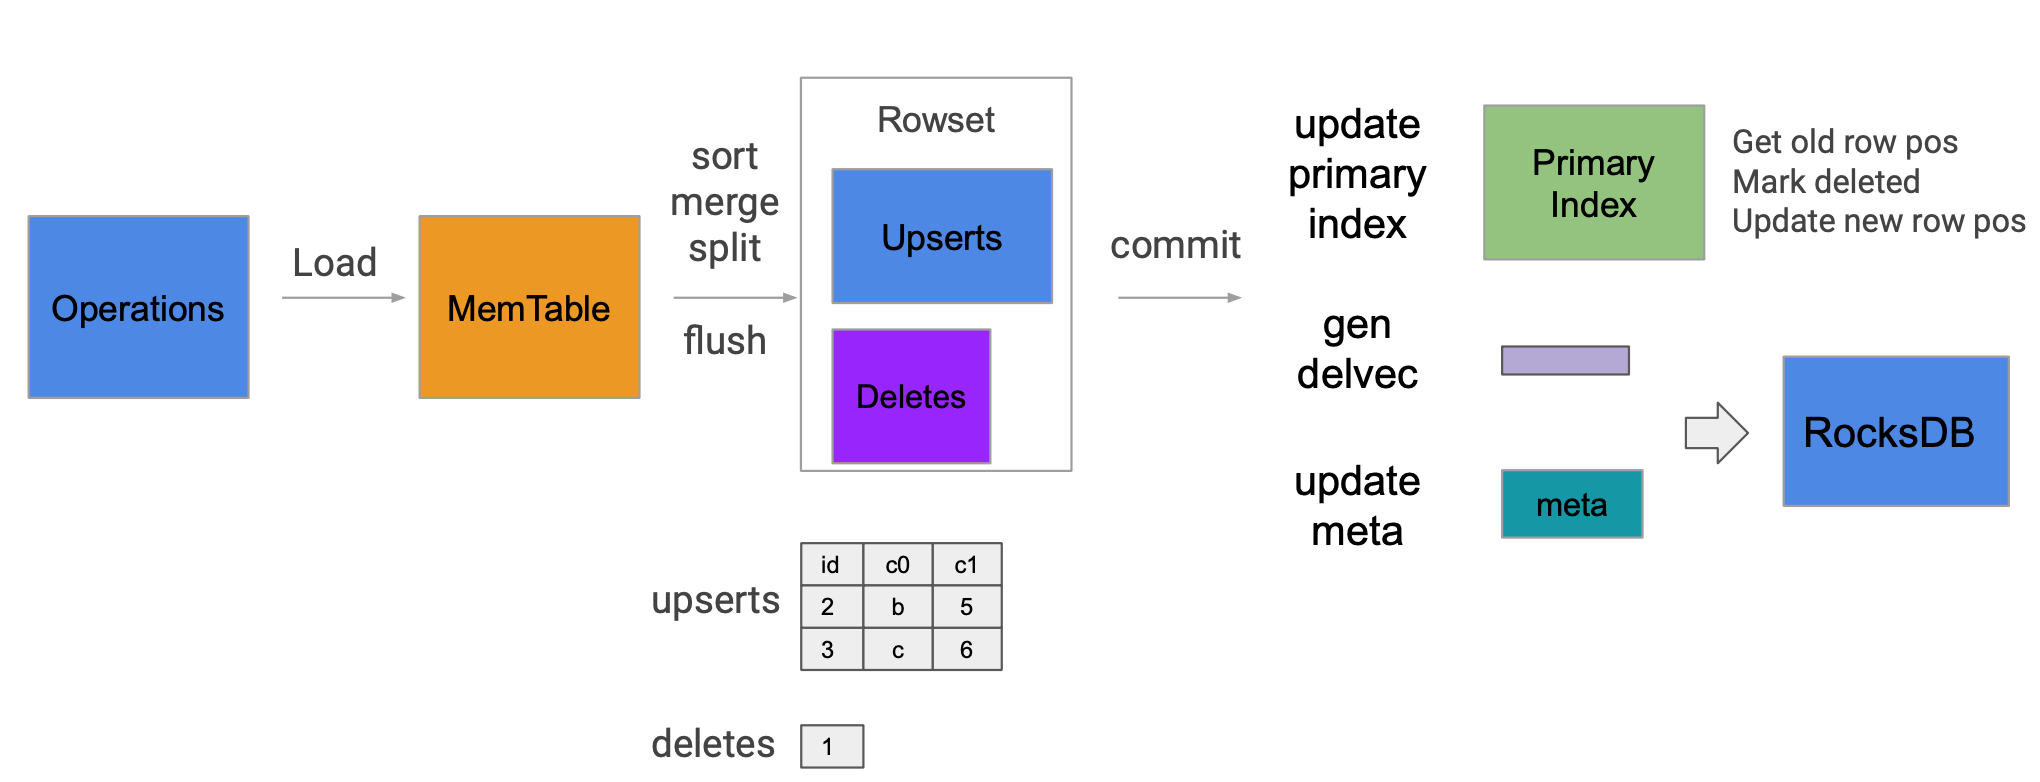 Operations
Load
MemTable
sort
merge
split
flush
Rowset
Upserts
Deletes
commit
update
primary
index
Primary
Index
Get old row pos
Mark deleted
Update new row pos
gen
delvec
update
meta
meta
RocksDB
upserts
id c0 c1
2 b 5
3 c 6
deletes
1